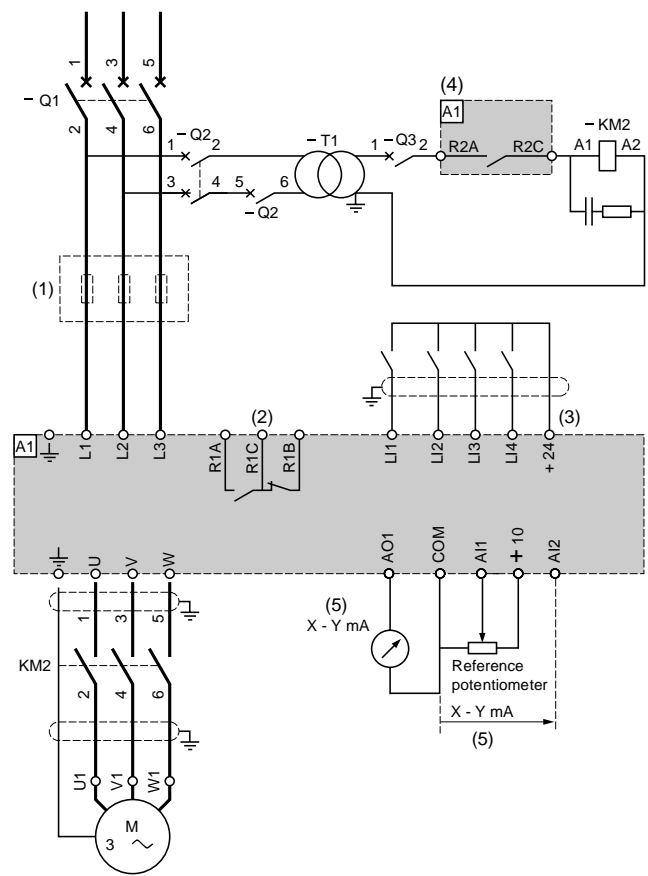 1 3 5
– Q1
2 4 6
(4)
A1
1 – Q2 2
– T1
1 – Q3 2
R2A R2C
– KM2
A1 A2
3 4 5 6
– Q2
(1)
(2)
(3)
A1
L1 L2 L3
R1A R1C R1B
LI1 LI2 LI3 LI4 + 24
U V W
AO1 COM AI1 + 10 AI2
1 3 5
(5)
X - Y mA
KM2
2 4 6
Reference
potentiometer
X - Y mA
(5)
U1 V1 W1
M
3